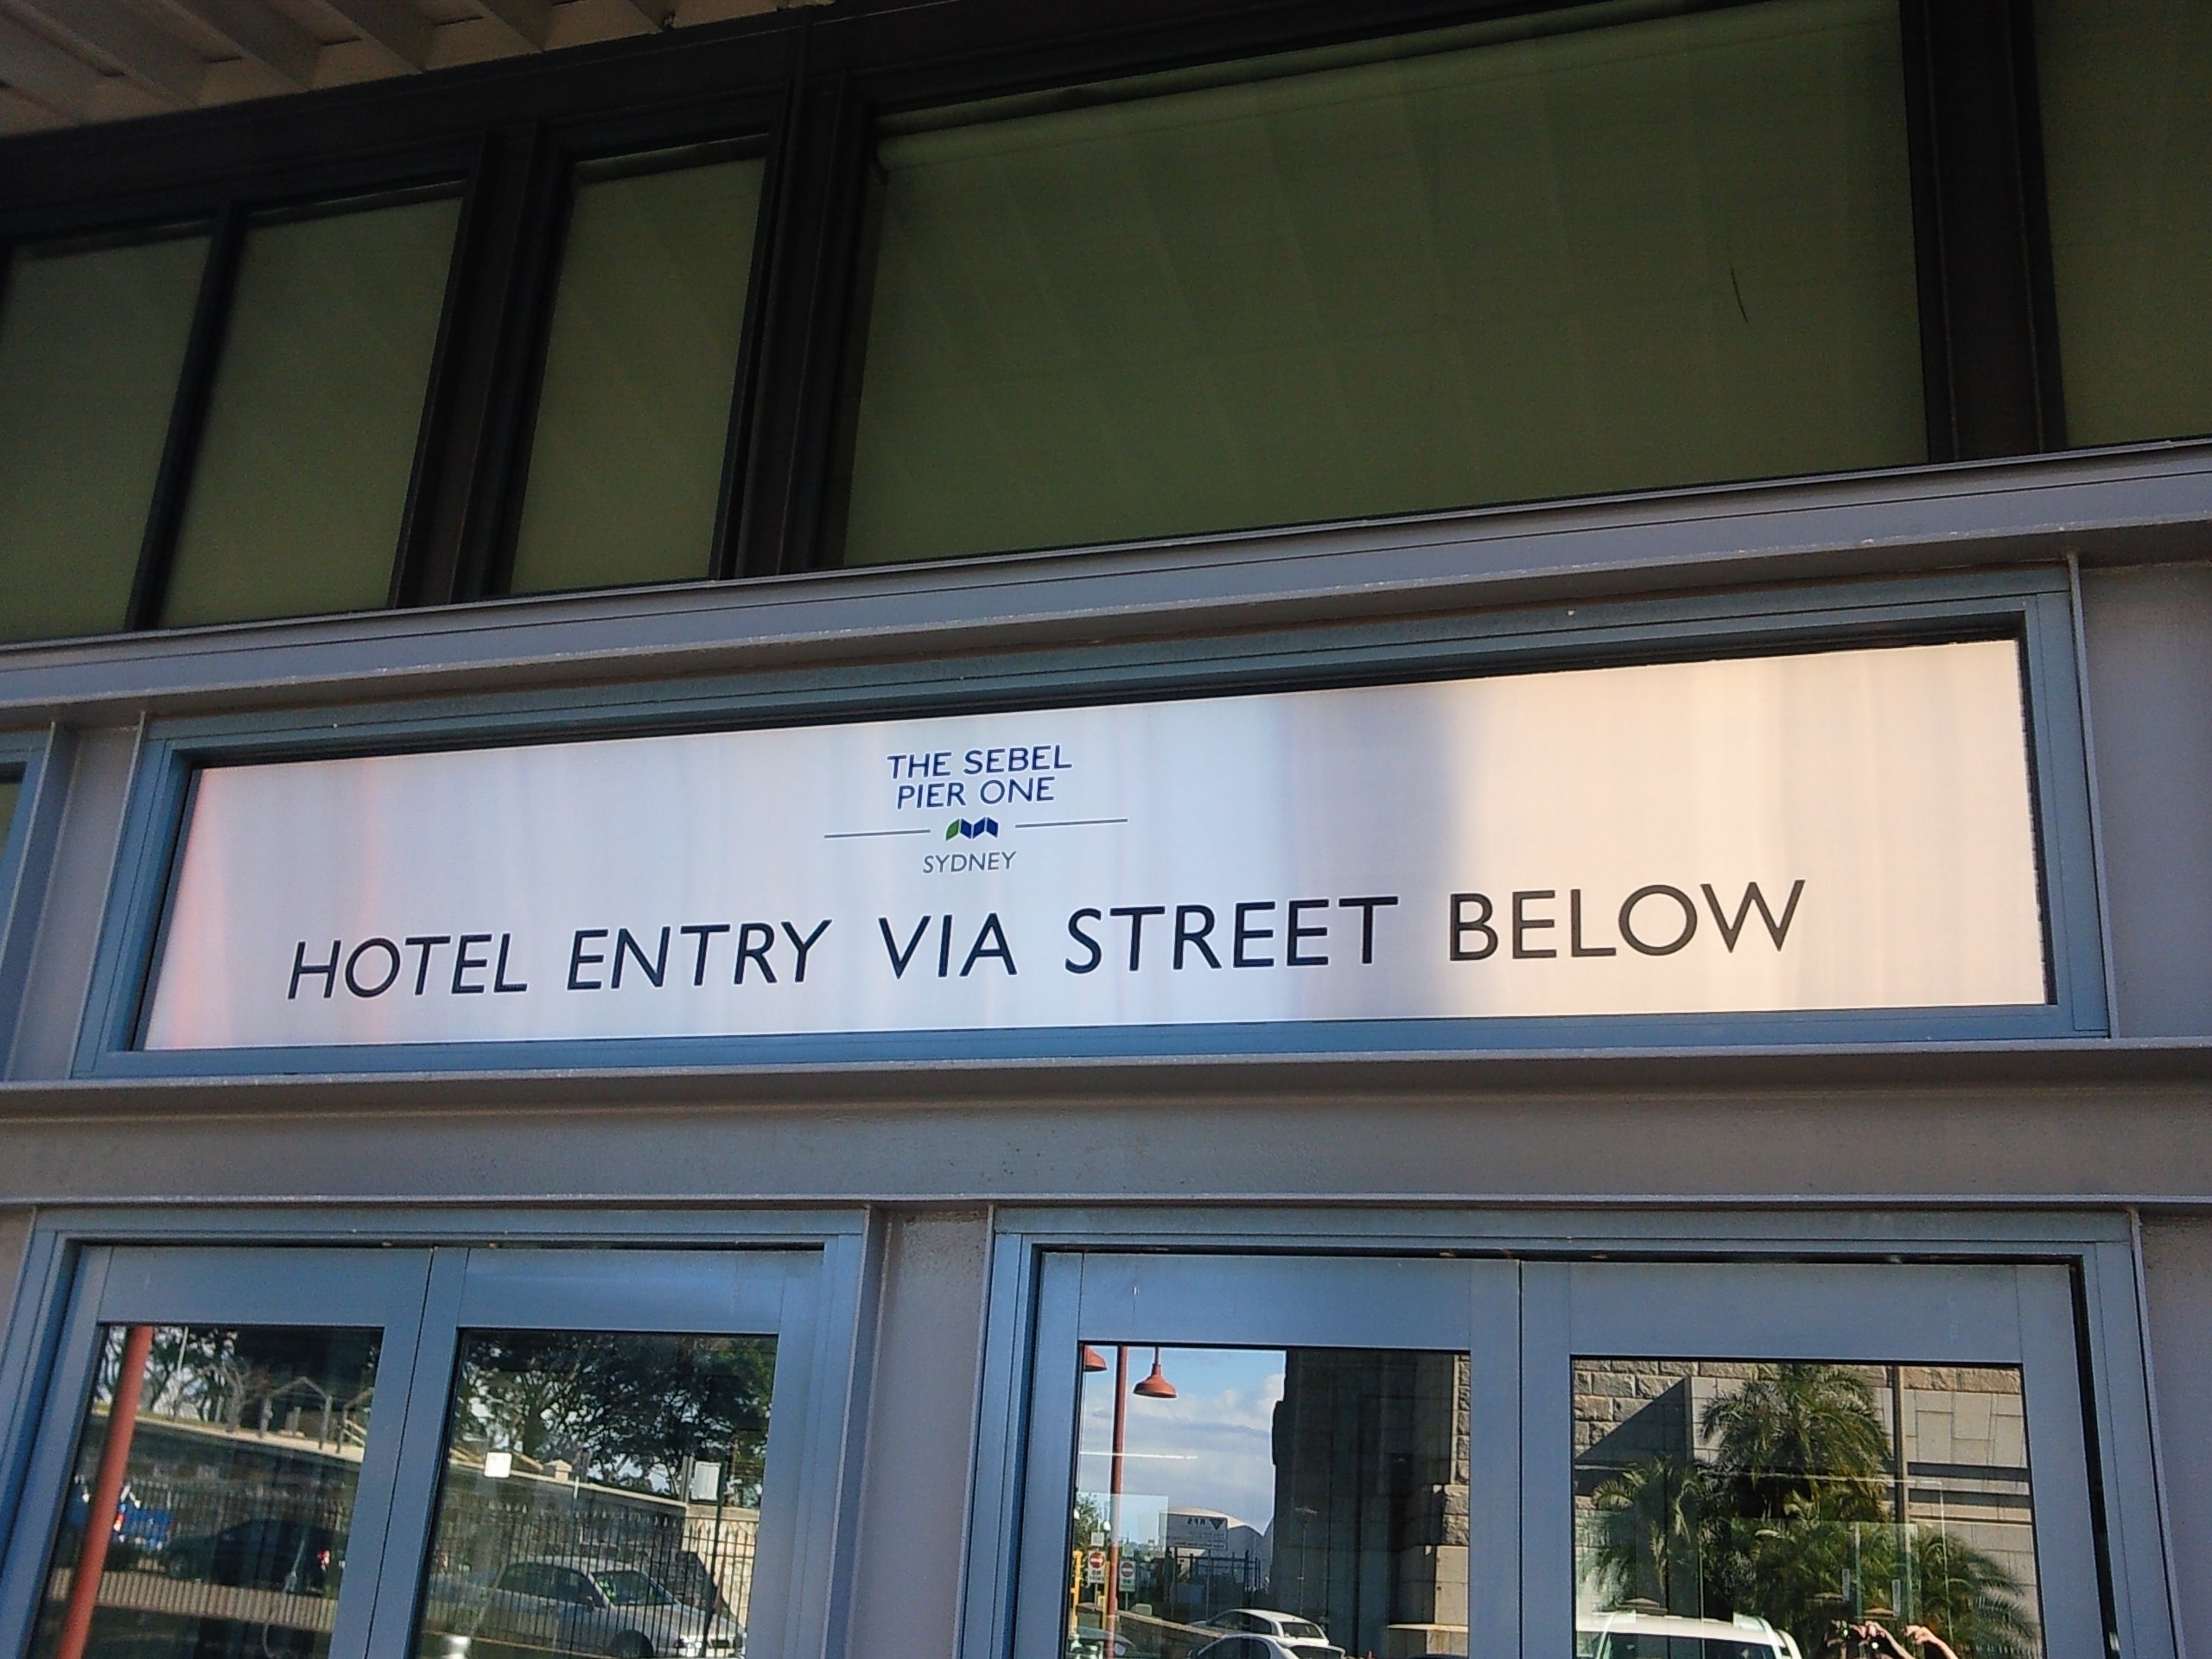 THE SEBEL
PIER ONE
SYDNEY
HOTEL ENTRY VIA STREET BELOW